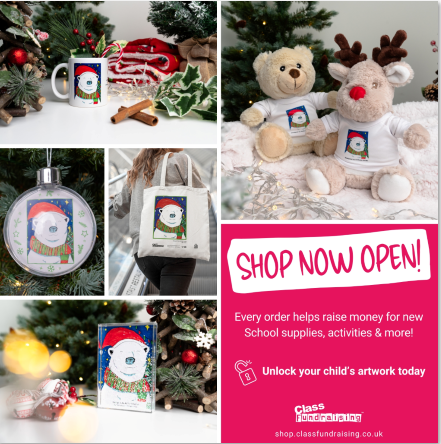 SHOP NOW OPEN!
Every order helps raise money for new
School supplies, activities & more!
Unlock your child's artwork today
Class
fundraising
shop.classfundraising.co.uk